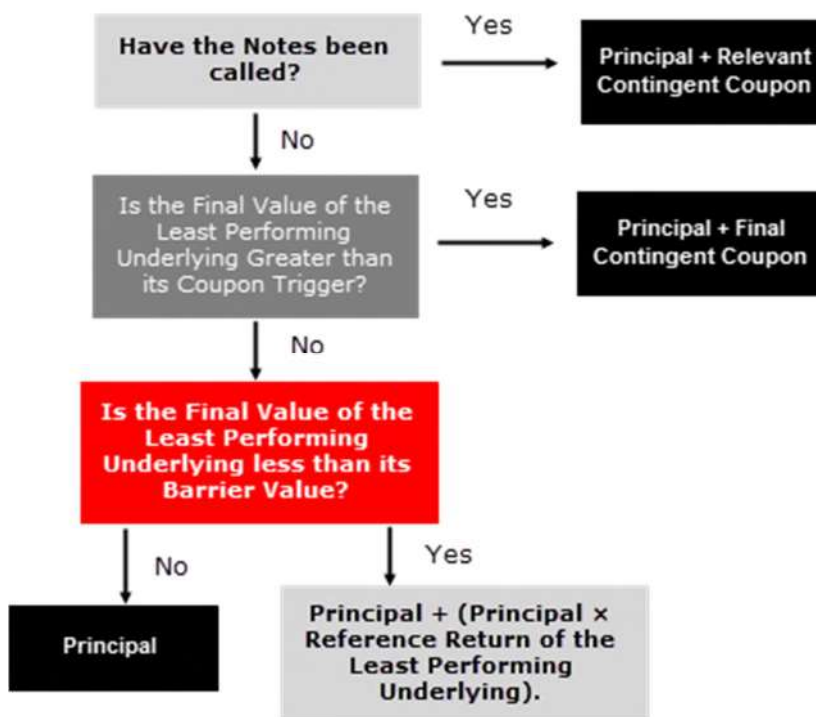 Have the Notes been
called?
Yes
Principal + Relevant
Contingent Coupon
No
Is the Final Value of the
Least Performing
Underlying Greater than
its Coupon Trigger?
Yes
Principal + Final
Contingent Coupon
No
Is the Final Value of the
Least Performing
Underlying less than its
Barrier Value?
No
Yes
Principal
Principal + (Principal ×
Reference Return of the
Least Performing
Underlying).